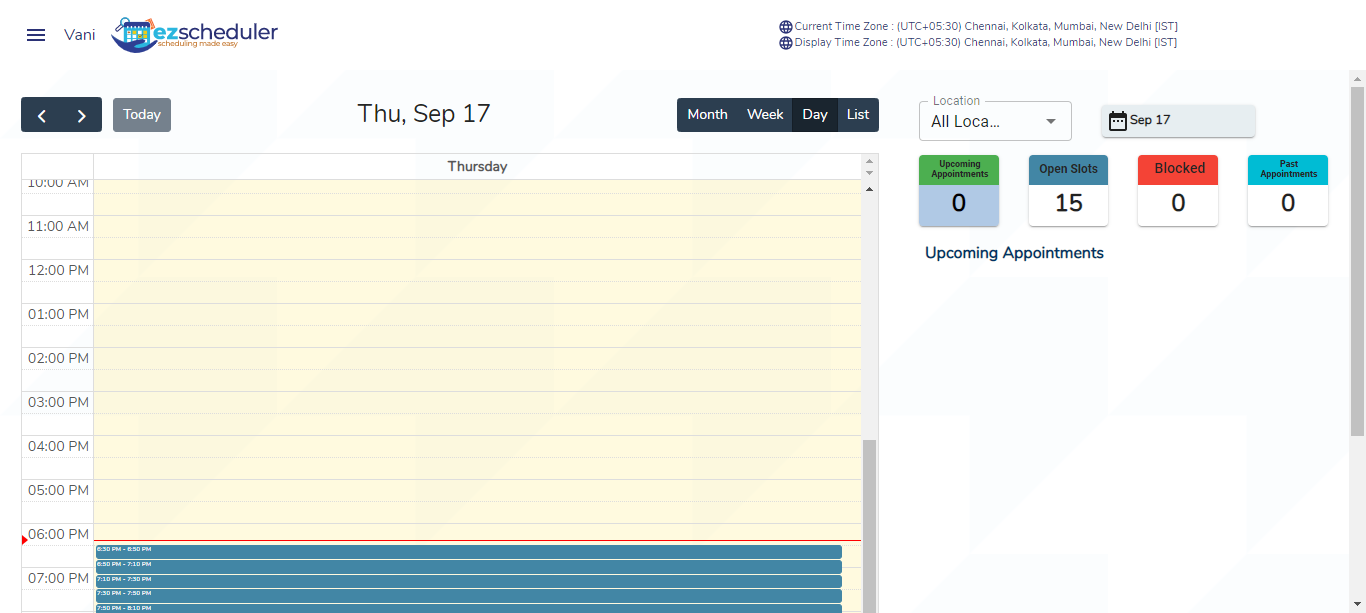 Vani
ezscheduler
scheduling made easy
Current Time Zone : (UTC+05:30) Chennai, Kolkata, Mumbai, New Delhi [IST]
Display Time Zone : (UTC+05:30) Chennai, Kolkata, Mumbai, New Delhi [IST]
Today
Thu, Sep 17
Month Week Day List
Location
All Loca...
Sep 17
Thursday
10:00 AM
11:00 AM
12:00 PM
01:00 PM
02:00 PM
03:00 PM
04:00 PM
05:00 PM
06:00 PM
6:30 PM - 6:50 PM
6:50 PM - 7:10 PM
07:00 PM
7:10 PM - 7:30 PM
7:30 PM - 7:50 PM
7:50 PM - 8:10 PM
Upcoming
Appointments
0
Open Slots
15
Blocked
0
Past
Appointments
0
Upcoming Appointments